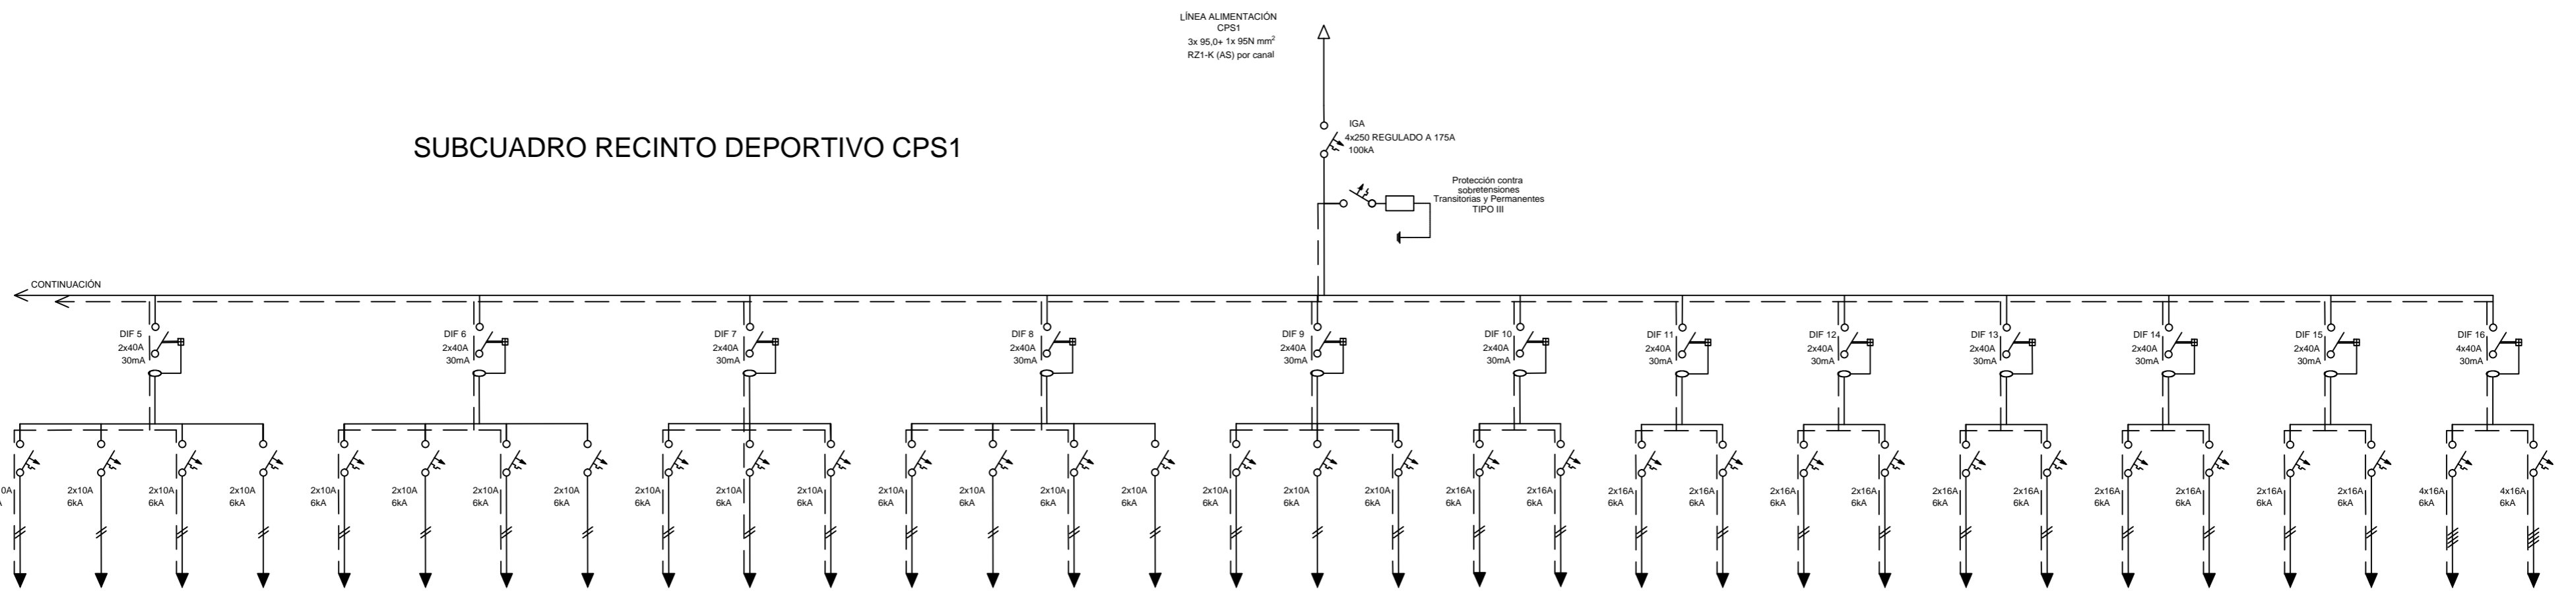 LÍNEA ALIMENTACIÓN
CPS1
3x 95,0+ 1x 95N mm²
RZ1-K (AS) por canal
SUBCUADRO RECINTO DEPORTIVO CPS1
IGA
4x250 REGULADO A 175A
100kA
Protección contra
sobretensiones
Transitorias y Permanentes
TIPO III
CONTINUACIÓN
DIF 5
2x40A
30mA
DIF 6
2x40A
30mA
DIF 7
2x40A
30mA
DIF 8
2x40A
30mA
DIF 9
2x40A
30mA
DIF 10
2x40A
30mA
DIF 11
2x40A
30mA
DIF 12
2x40A
30mA
DIF 13
2x40A
30mA
DIF 14
2x40A
30mA
DIF 15
2x40A
30mA
DIF 16
4x40A
30mA
0A
2x10A
6kA
2x10A
6kA
2x10A
6kA
2x10A
6kA
2x10A
6kA
2x10A
6kA
2x10A
6kA
2x10A
6kA
2x10A
6kA
2x10A
6kA
2x10A
6kA
2x10A
6kA
2x10A
6kA
2x10A
6kA
2x10A
6kA
2x10A
6kA
2x10A
6kA
2x16A
6kA
2x16A
6kA
2x16A
6kA
2x16A
6kA
2x16A
6kA
2x16A
6kA
2x16A
6kA
2x16A
6kA
2x16A
6kA
2x16A
6kA
2x16A
6kA
2x16A
6kA
4x16A
6kA
4x16A
6kA